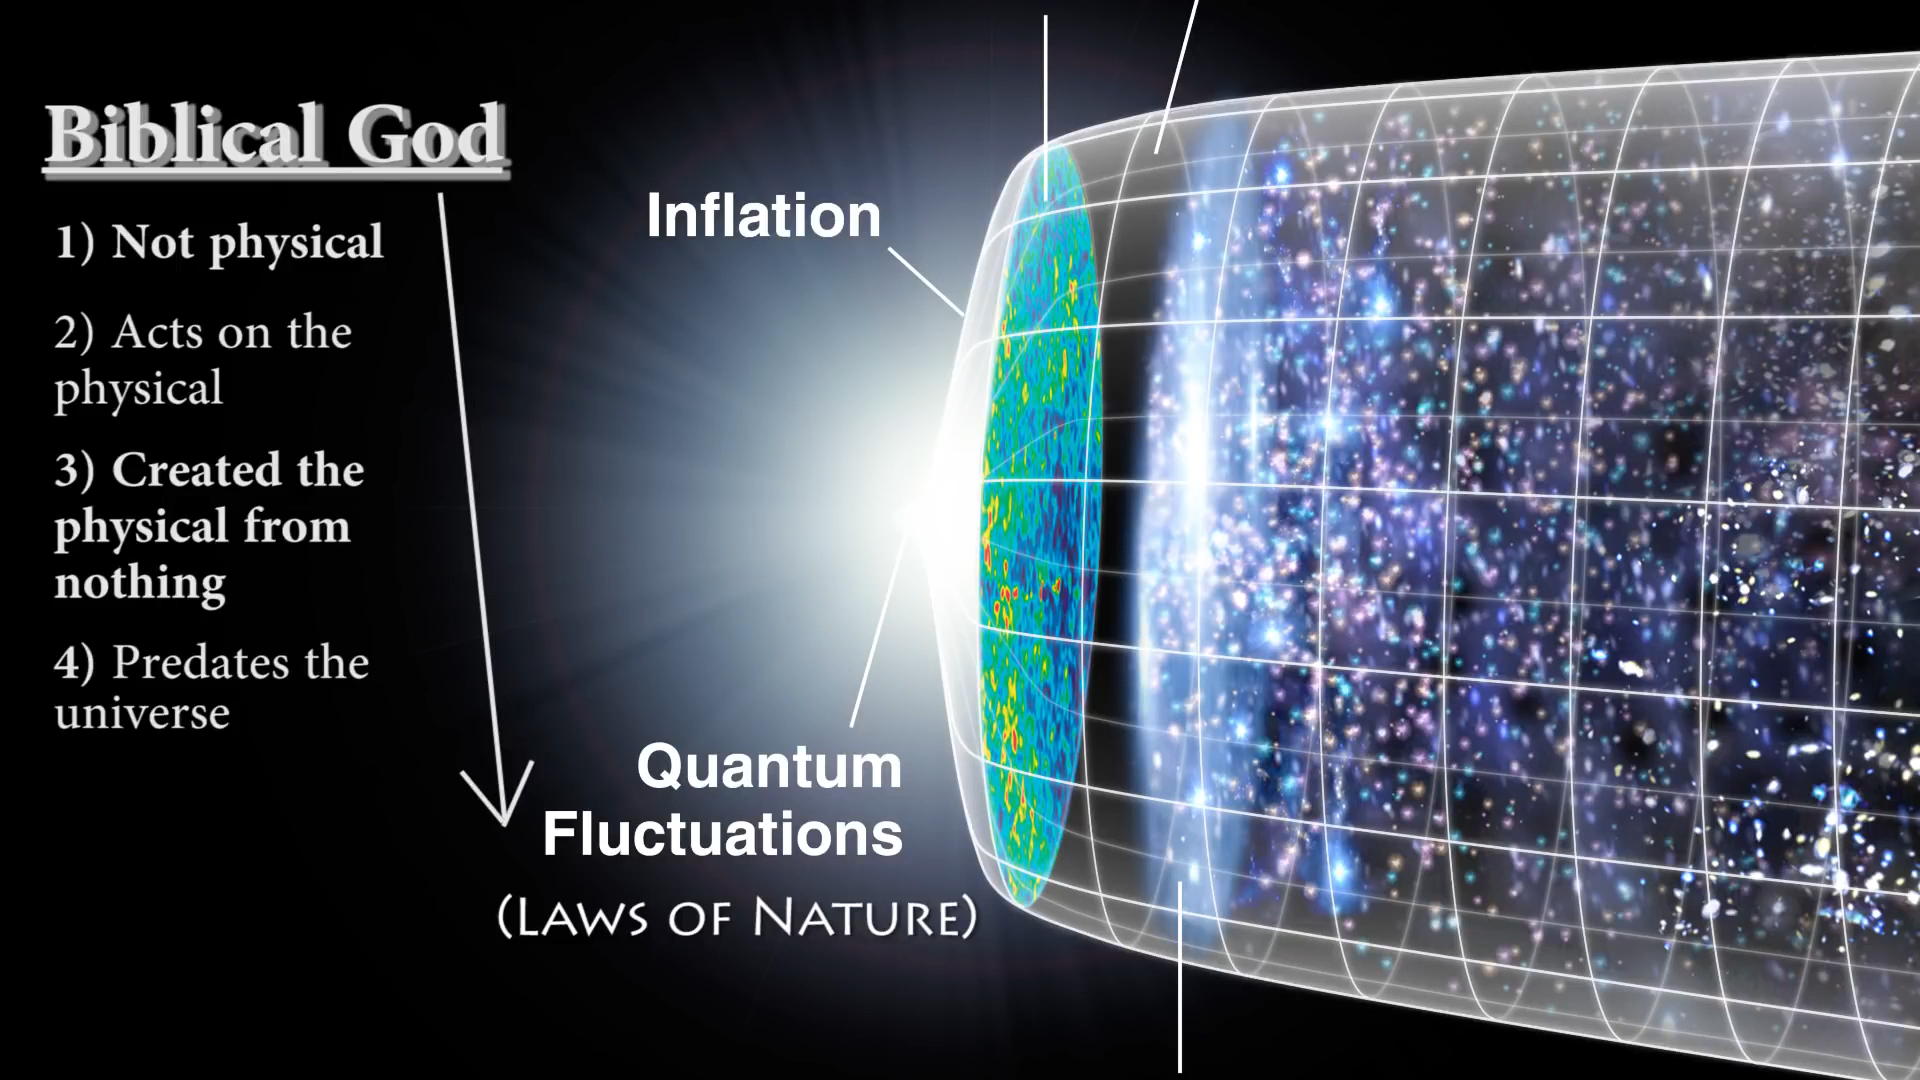 Biblical God
1) Not physical
2) Acts on the
physical
3) Created the
physical from
nothing
4) Predates the
universe
Inflation
Quantum
Fluctuations
(Laws of Nature)